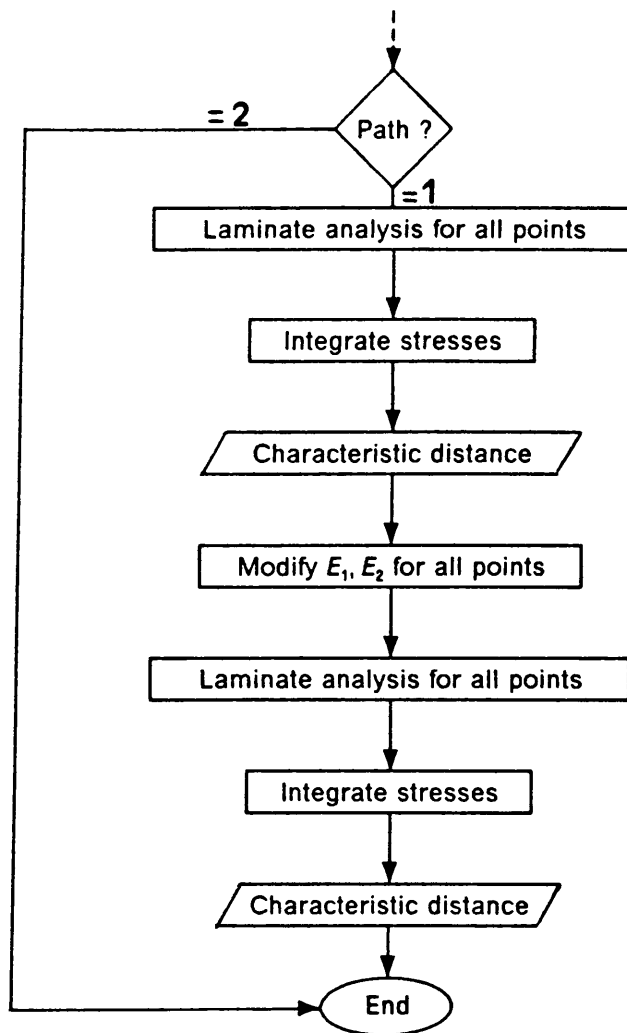 Path ?
= 2
=1
Laminate analysis for all points
Integrate stresses
Characteristic distance
Modify E₁, E₂ for all points
Laminate analysis for all points
Integrate stresses
Characteristic distance
End